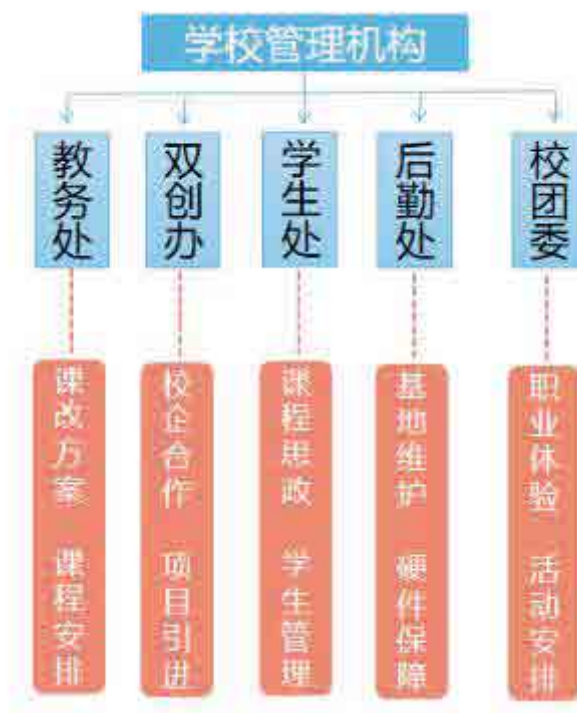 学校管理机构
教务处
双创办
学生处
后勤处
校团委
课改方案 课程安排
校企合作 项目引进
课程思政 学生管理
基地维护 硬件保障
职业体验 活动安排